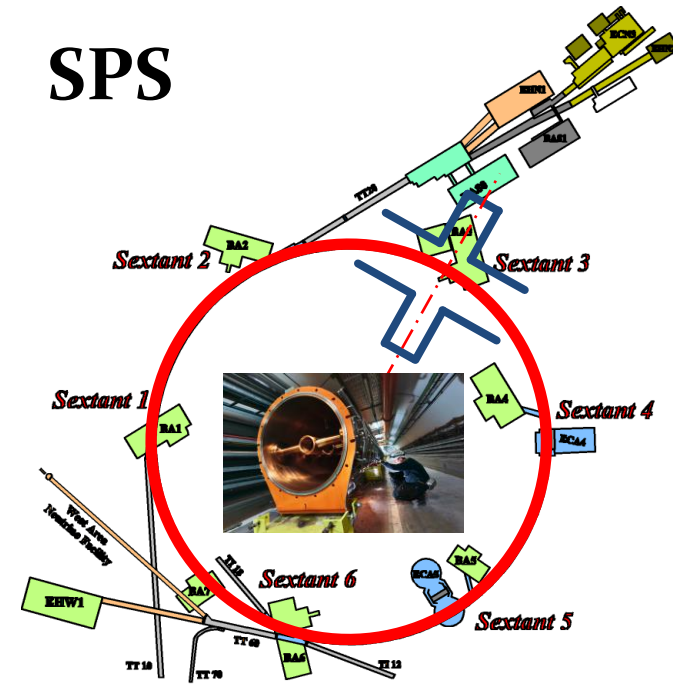 SPS
ECN3
EHN1
BA81
TT20
BA2
Sextant 2
Sextant 3
Sextant 1
BA1
BA4
Sextant 4
ECA4
West Area
Neutrino Facility
TI 18
Sextant 6
BA7
ECA5
BA5
EHW1
Sextant 5
TT 60
BA6
TT 10
TT 70
TI 12